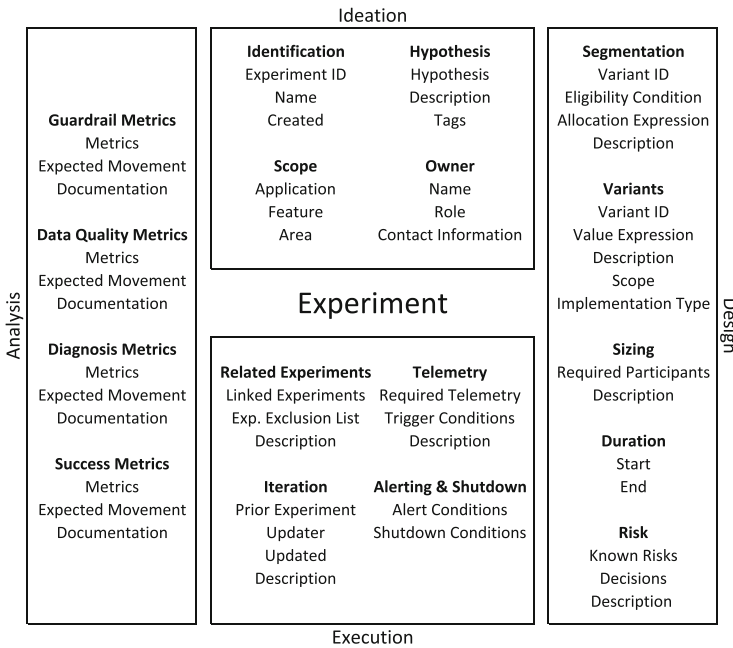 Ideation
Identification
Experiment ID
Name
Created
Hypothesis
Hypothesis
Description
Tags
Scope
Application
Feature
Area
Owner
Name
Role
Contact Information
Experiment
Analysis
Guardrail Metrics
Metrics
Expected Movement
Documentation
Data Quality Metrics
Metrics
Expected Movement
Documentation
Diagnosis Metrics
Metrics
Expected Movement
Documentation
Success Metrics
Metrics
Expected Movement
Documentation
Design
Segmentation
Variant ID
Eligibility Condition
Allocation Expression
Description
Variants
Variant ID
Value Expression
Description
Scope
Implementation Type
Sizing
Required Participants
Description
Duration
Start
End
Risk
Known Risks
Decisions
Description
Related Experiments
Linked Experiments
Exp. Exclusion List
Description
Telemetry
Required Telemetry
Trigger Conditions
Description
Iteration
Prior Experiment
Updater
Updated
Description
Alerting & Shutdown
Alert Conditions
Shutdown Conditions
Execution